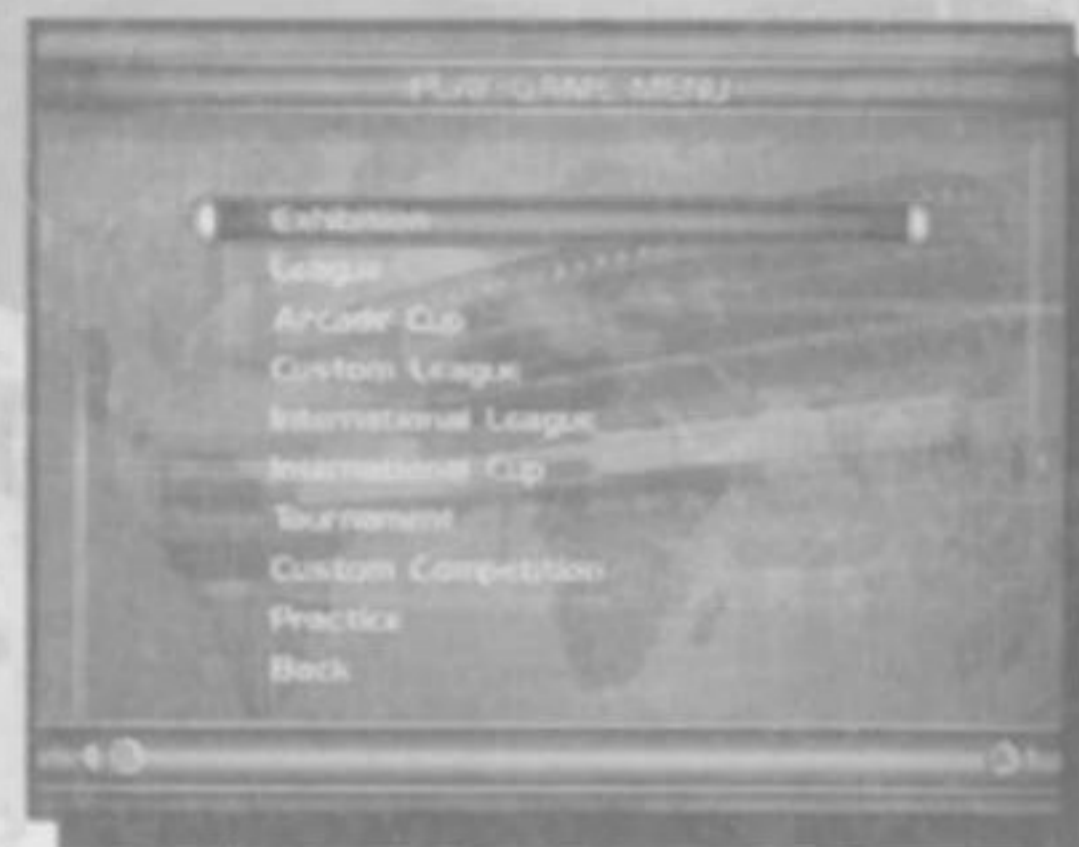 PLAY GAME MENU
Exhibition
League
Arcade Cup
Custom League
International League
International Cup
Tournament
Custom Competition
Practice
Back